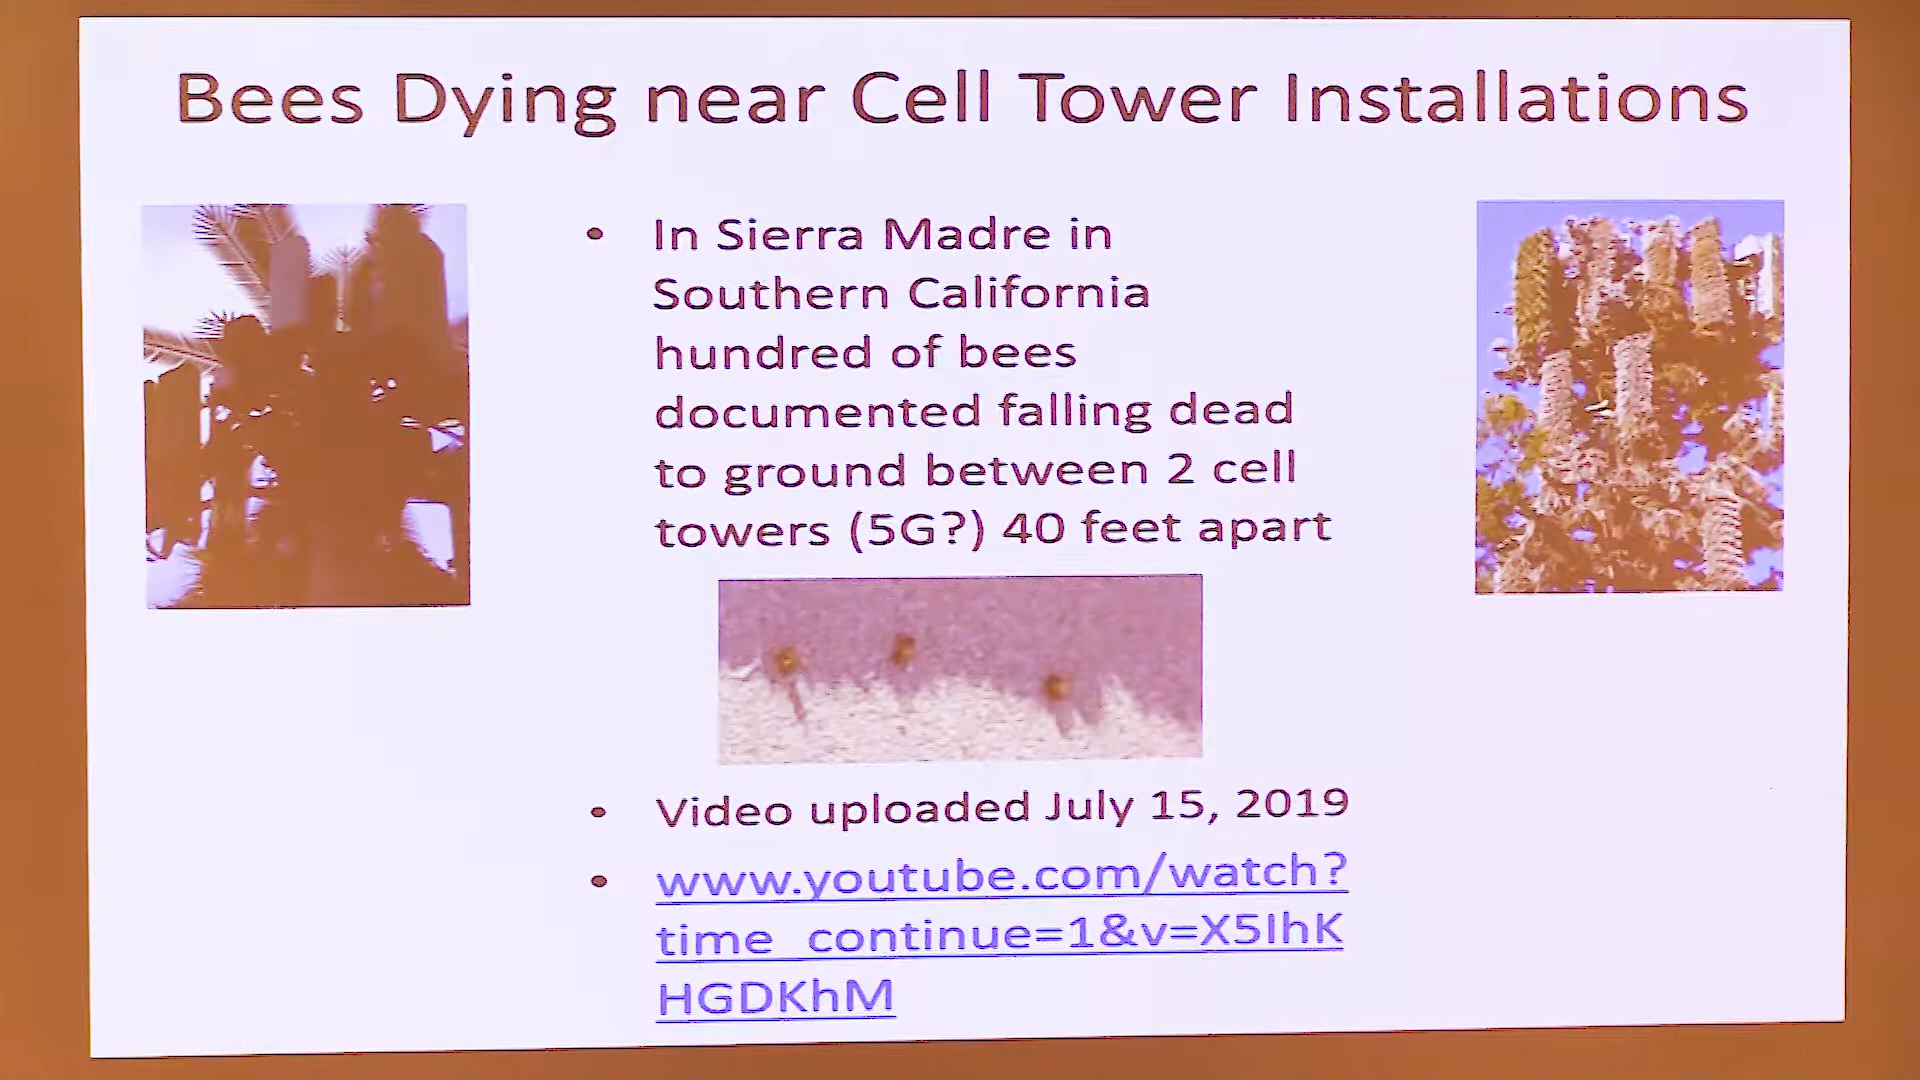 Bees Dying near Cell Tower Installations
• In Sierra Madre in
Southern California
hundred of bees
documented falling dead
to ground between 2 cell
towers (5G?) 40 feet apart
• Video uploaded July 15, 2019
• www.youtube.com/watch?
time_continue=1&v=X5IhK
HGDKhM